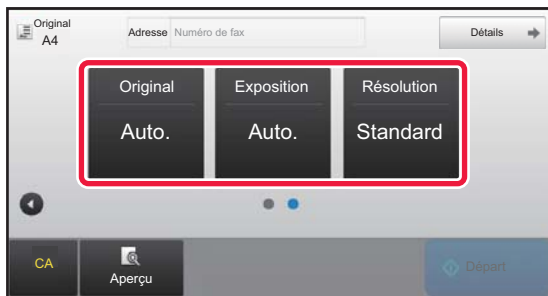 Original
A4
Adresse Numéro de fax
Détails
Original
Exposition
Résolution
Auto.
Auto.
Standard
CA
Aperçu
Départ